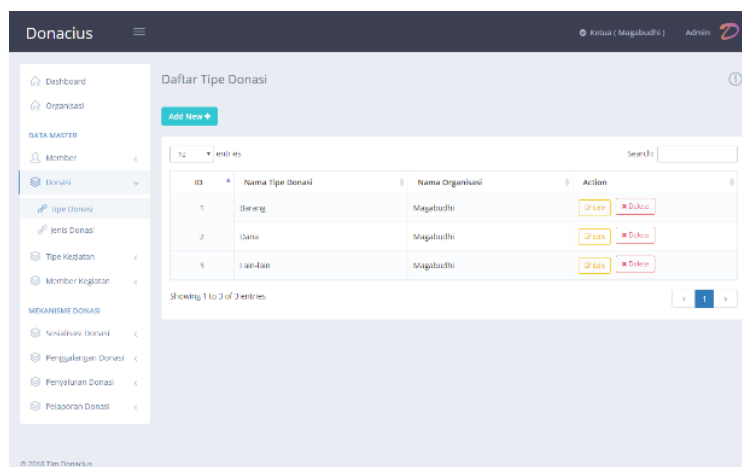 Donacius
Ketua ( Magabudhi ) Admin
Dashboard
Organisasi
DATA MASTER
Member
Donasi
Tipe Donasi
Jenis Donasi
Tipe Kegiatan
Member Kegiatan
MEKANISME DONASI
Sosialisasi Donasi
Penggalangan Donasi
Penyaluran Donasi
Pelaporan Donasi
Daftar Tipe Donasi
Add New
10 entries Search:
ID Nama Tipe Donasi Nama Organisasi Action
1 Barang Magabudhi Edit Delete
2 Dana Magabudhi Edit Delete
3 Lain-lain Magabudhi Edit Delete
Showing 1 to 3 of 3 entries
1
© 2018 Tim Donacius